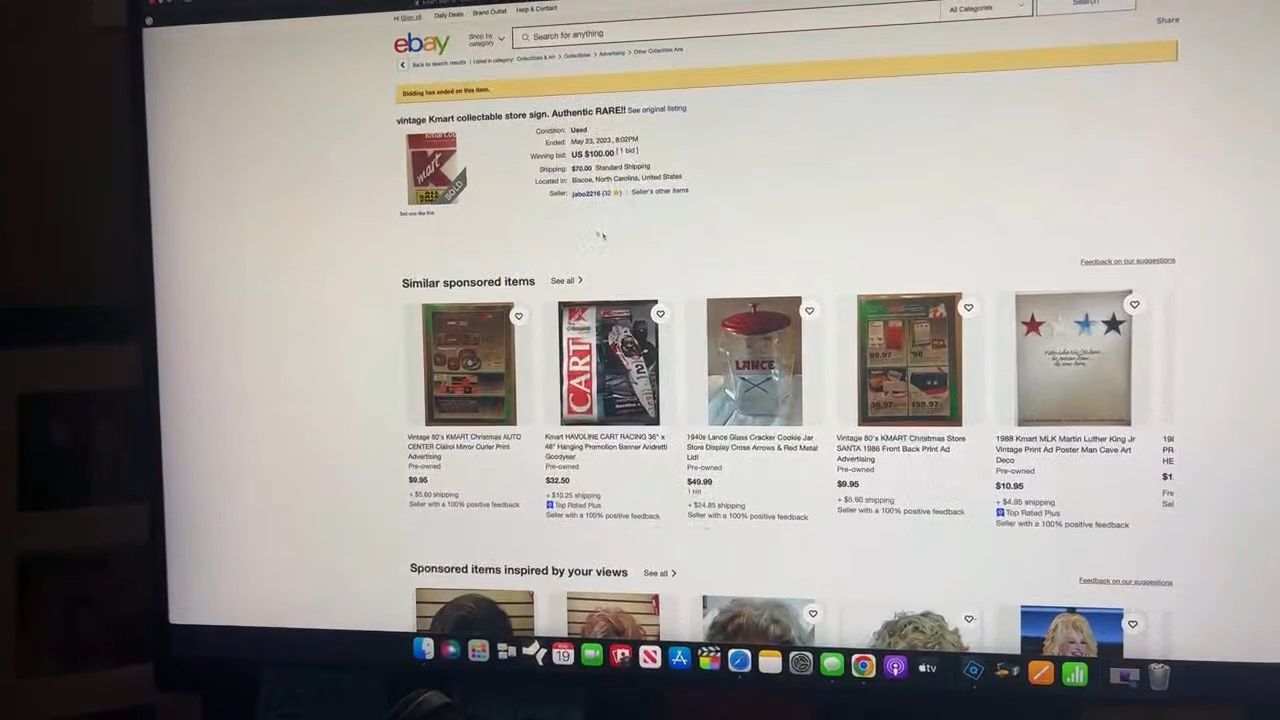 Hi (Sign in)
Daily Deals
Brand Outlet
Help & Contact
ebay
Shop by category
Search for anything
All Categories
Search
Share
Back to search results | Listed in category: Collectibles & Art > Collectibles > Advertising > Other Collectible Ads
Bidding has ended on this item.
vintage Kmart collectable store sign. Authentic RARE!! See original listing
Kmart
SOLD
Sell one like this
Condition: Used
Ended: May 23, 2023, 8:02PM
Winning bid: US $100.00 [ 1 bid ]
Shipping: $70.00 Standard Shipping
Located in: Biscoe, North Carolina, United States
Seller: jabo2216 (32) | Seller's other items
Feedback on our suggestions
Similar sponsored items
See all >
CART
LANCE
Vintage 80's KMART Christmas AUTO
CENTER Clairol Mirror Curler Print
Advertising
Pre-owned
$9.95
+ $5.60 shipping
Seller with a 100% positive feedback
Kmart HAVOLINE CART RACING 36" x
48" Hanging Promotion Banner Andretti
Goodyear
Pre-owned
$32.50
+ $10.25 shipping
Top Rated Plus
Seller with a 100% positive feedback
1940s Lance Glass Cracker Cookie Jar
Store Display Cross Arrows & Red Metal
Lid!
Pre-owned
$49.99
1 bid
+ $24.85 shipping
Seller with a 100% positive feedback
Vintage 80's KMART Christmas Store
SANTA 1986 Front Back Print Ad
Advertising
Pre-owned
$9.95
+ $5.60 shipping
Seller with a 100% positive feedback
1988 Kmart MLK Martin Luther King Jr
Vintage Print Ad Poster Man Cave Art
Deco
Pre-owned
$10.95
+ $4.95 shipping
Top Rated Plus
Seller with a 100% positive feedback
PR
HE
$1
Fre
Sel
Sponsored items inspired by your views
See all >
Feedback on our suggestions
19
tv